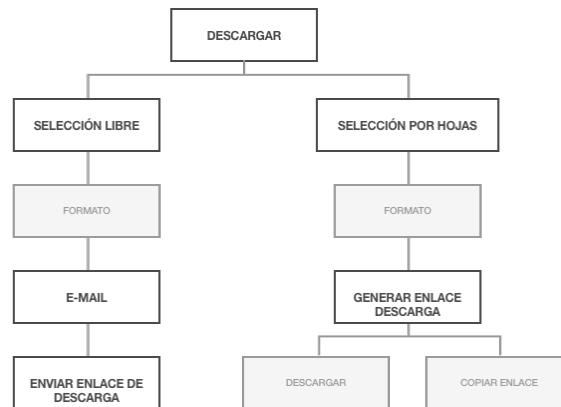 DESCARGAR
SELECCIÓN LIBRE
SELECCIÓN POR HOJAS
FORMATO
FORMATO
E-MAIL
GENERAR ENLACE
DESCARGA
ENVIAR ENLACE DE
DESCARGA
DESCARGAR
COPIAR ENLACE